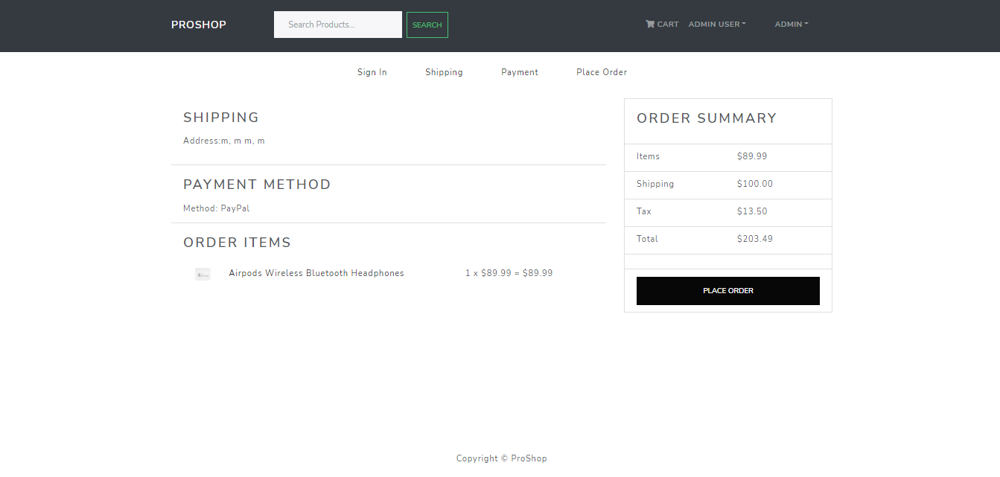 PROSHOP Search Products... SEARCH CART ADMIN USER ADMIN
Sign In Shipping Payment Place Order
SHIPPING
Address:m, m m, m
PAYMENT METHOD
Method: PayPal
ORDER ITEMS
Airpods Wireless Bluetooth Headphones 1 x $89.99 = $89.99
ORDER SUMMARY
Items $89.99
Shipping $100.00
Tax $13.50
Total $203.49
PLACE ORDER
Copyright © ProShop